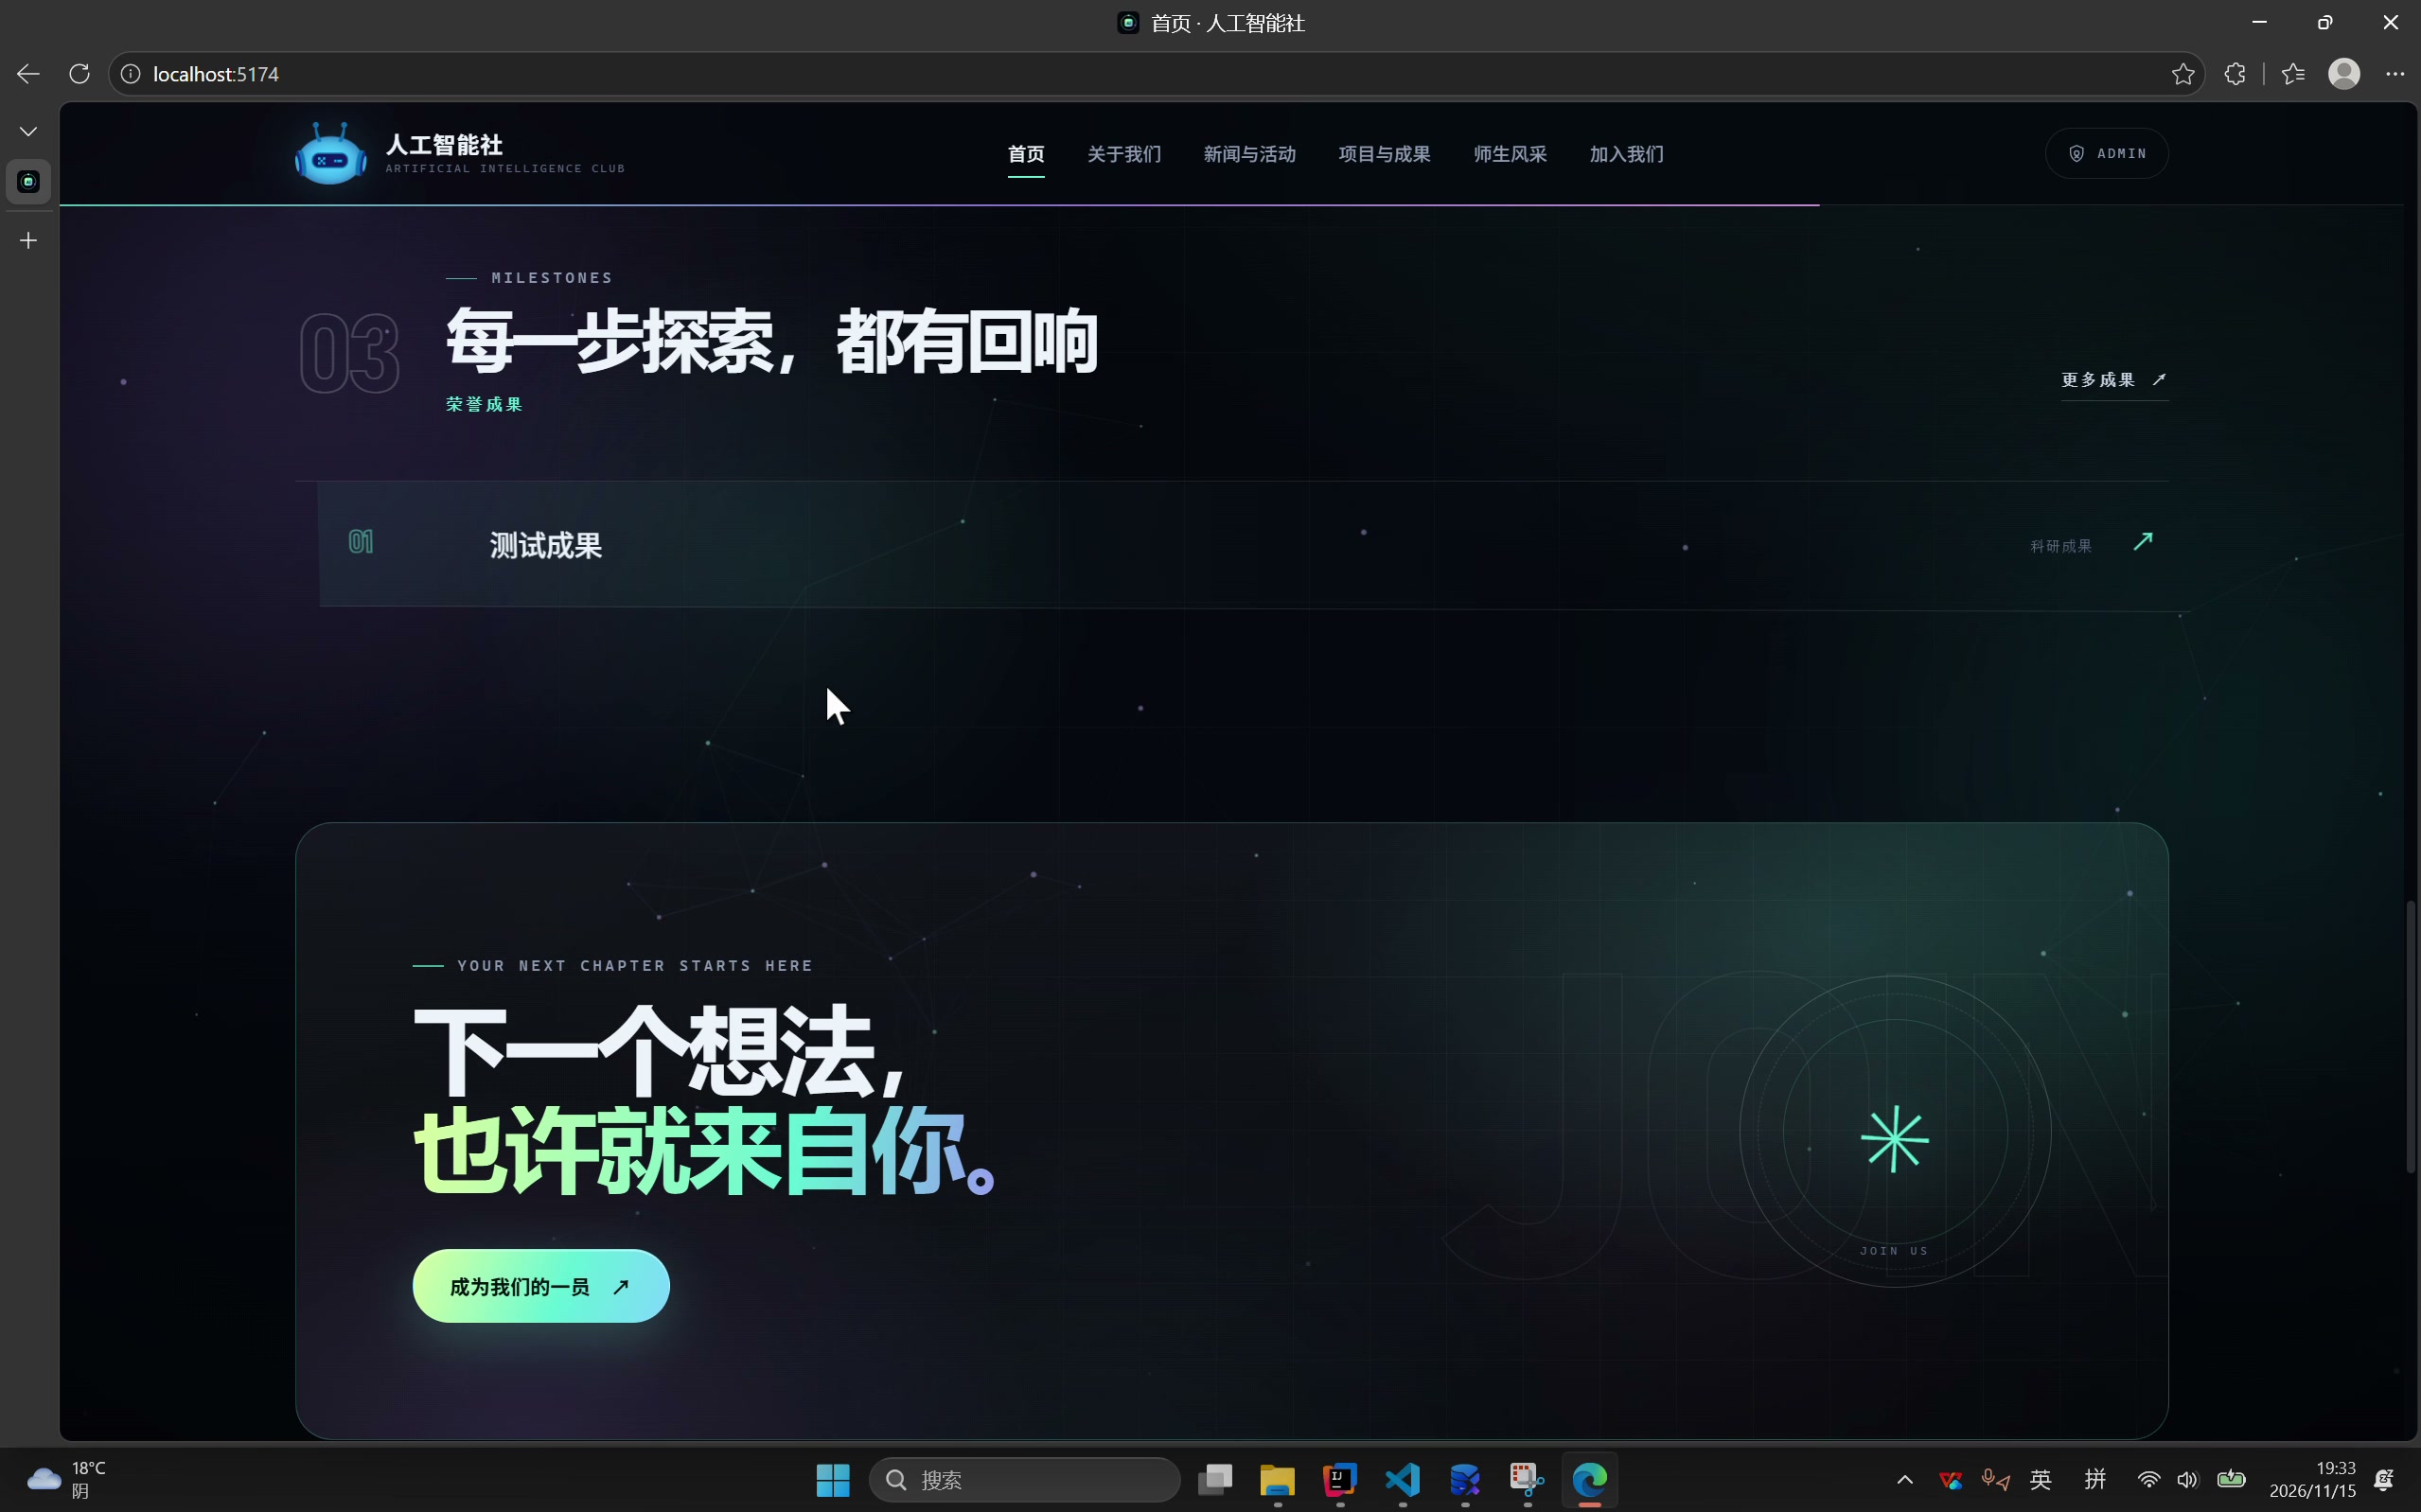 首页 · 人工智能社
localhost:5174
人工智能社
ARTIFICIAL INTELLIGENCE CLUB
首页 关于我们 新闻与活动 项目与成果 师生风采 加入我们
ADMIN
MILESTONES
03
每一步探索，都有回响
荣誉成果
更多成果 ↗
01 测试成果 科研成果 ↗
YOUR NEXT CHAPTER STARTS HERE
下一个想法，
也许就来自你。
成为我们的一员 ↗
JOIN
JOIN US
18°C
阴
搜索
英 拼
19:33
2026/11/15